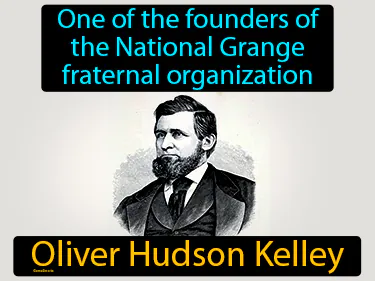 One of the founders of
the National Grange
fraternal organization
Oliver Hudson Kelley